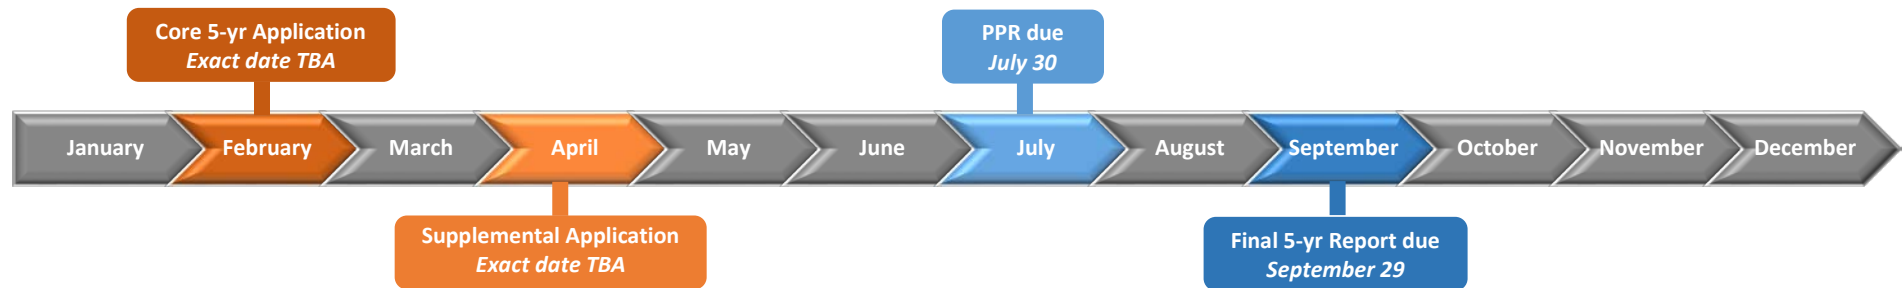 Core 5-yr Application
Exact date TBA
PPR due
July 30
January
February
March
April
May
June
July
August
September
October
November
December
Supplemental Application
Exact date TBA
Final 5-yr Report due
September 29